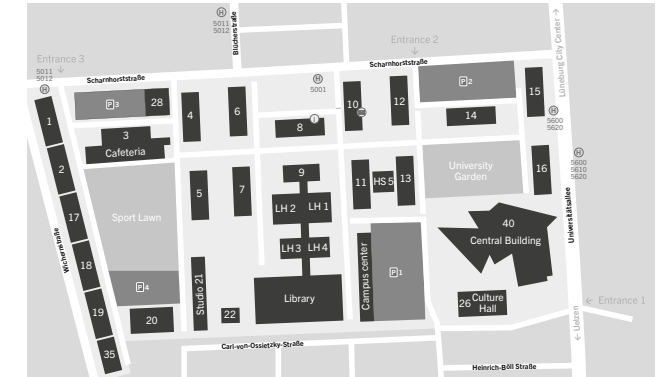 H
5011
5012
Blücherstraße
Entrance 3
5011
5012
H
Scharnhorststraße
Entrance 2
Scharnhorststraße
H
5001
Lüneburg City Center →
P 3
28
P 2
15
1
4
6
10
12
14
8
i
H
5600
5620
3
Cafeteria
H
5600
5610
5620
2
5
7
9
11
HS 5
13
University
Garden
16
17
Sport Lawn
LH 2
LH 1
40
Central Building
Universitätsallee
Wichernstraße
18
LH 3
LH 4
P 4
Studio 21
Campus center
P 1
Library
26
Culture
Hall
Entrance 1
19
20
22
Uelzen
35
Carl-von-Ossietzky-Straße
Heinrich-Böll Straße